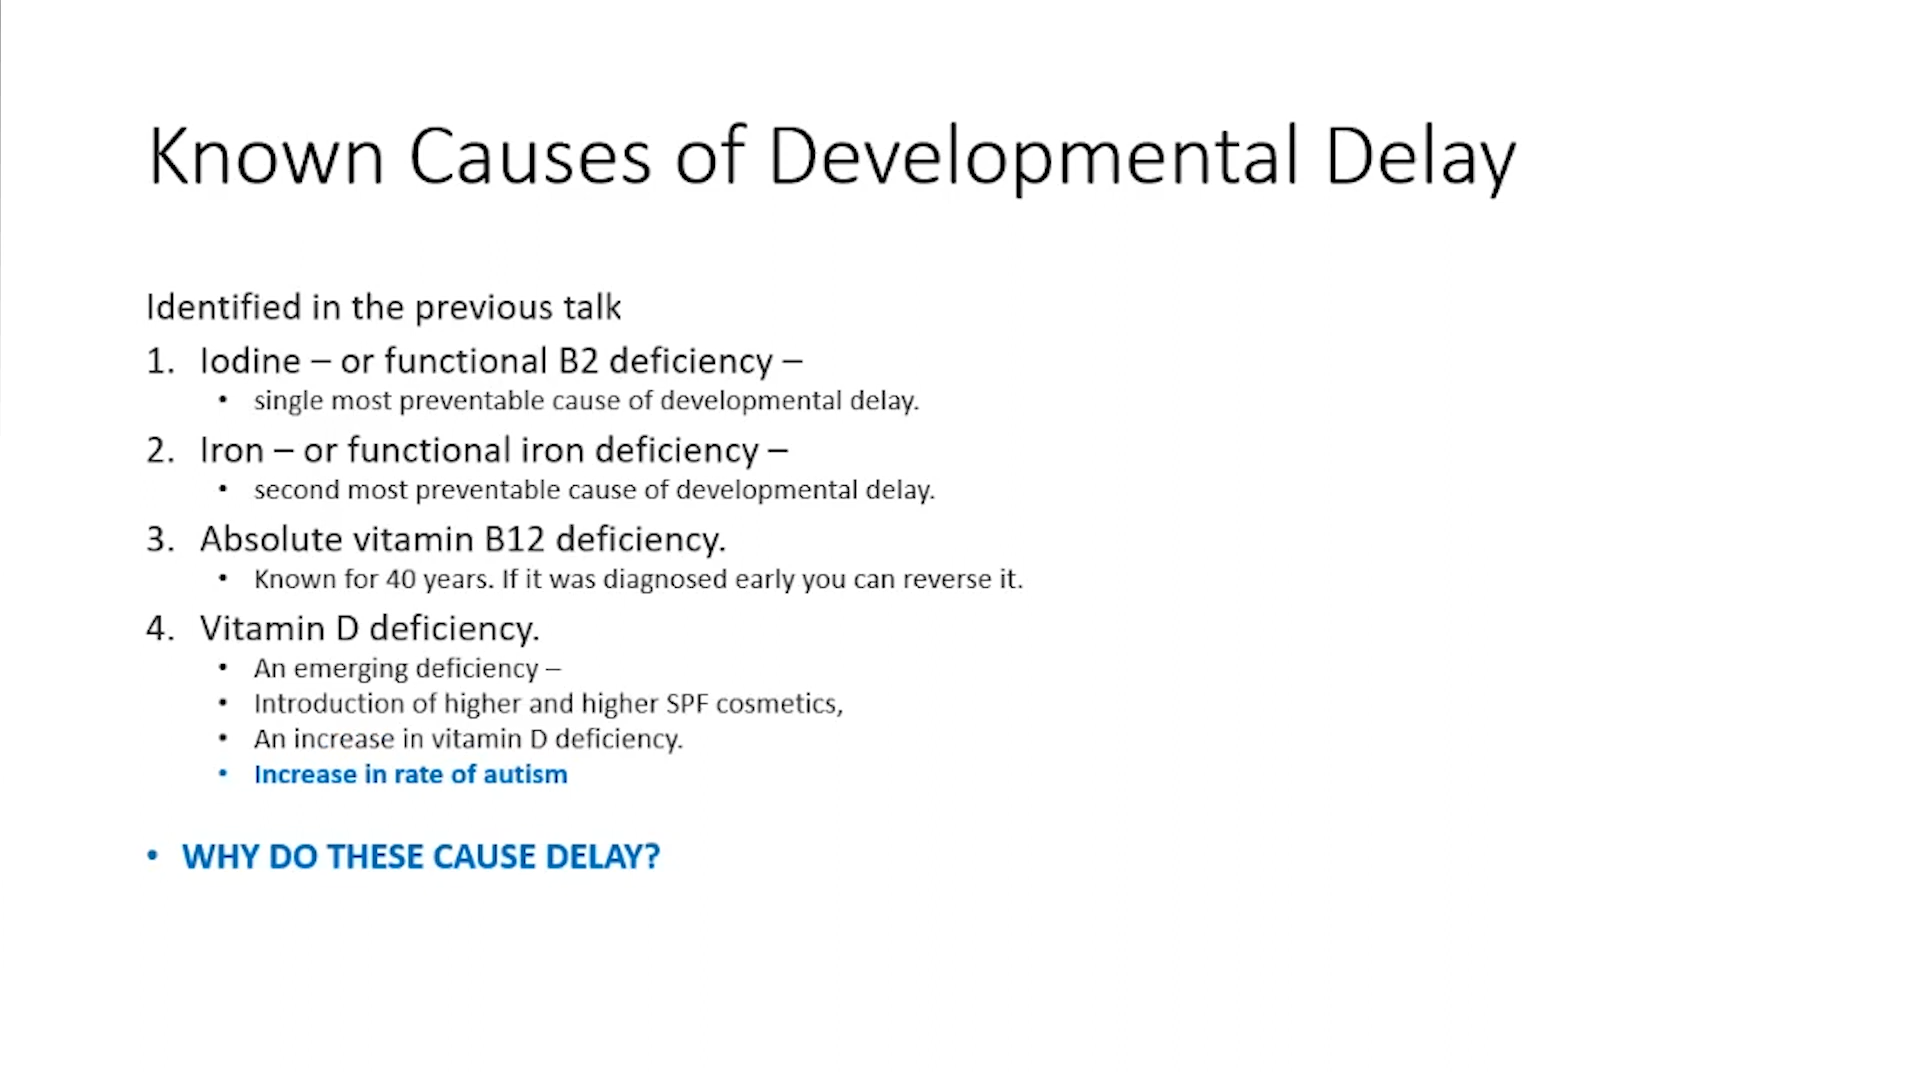 Known Causes of Developmental Delay
Identified in the previous talk
1. Iodine – or functional B2 deficiency –
• single most preventable cause of developmental delay.
2. Iron – or functional iron deficiency –
• second most preventable cause of developmental delay.
3. Absolute vitamin B12 deficiency.
• Known for 40 years. If it was diagnosed early you can reverse it.
4. Vitamin D deficiency.
• An emerging deficiency –
• Introduction of higher and higher SPF cosmetics,
• An increase in vitamin D deficiency.
• Increase in rate of autism
• WHY DO THESE CAUSE DELAY?